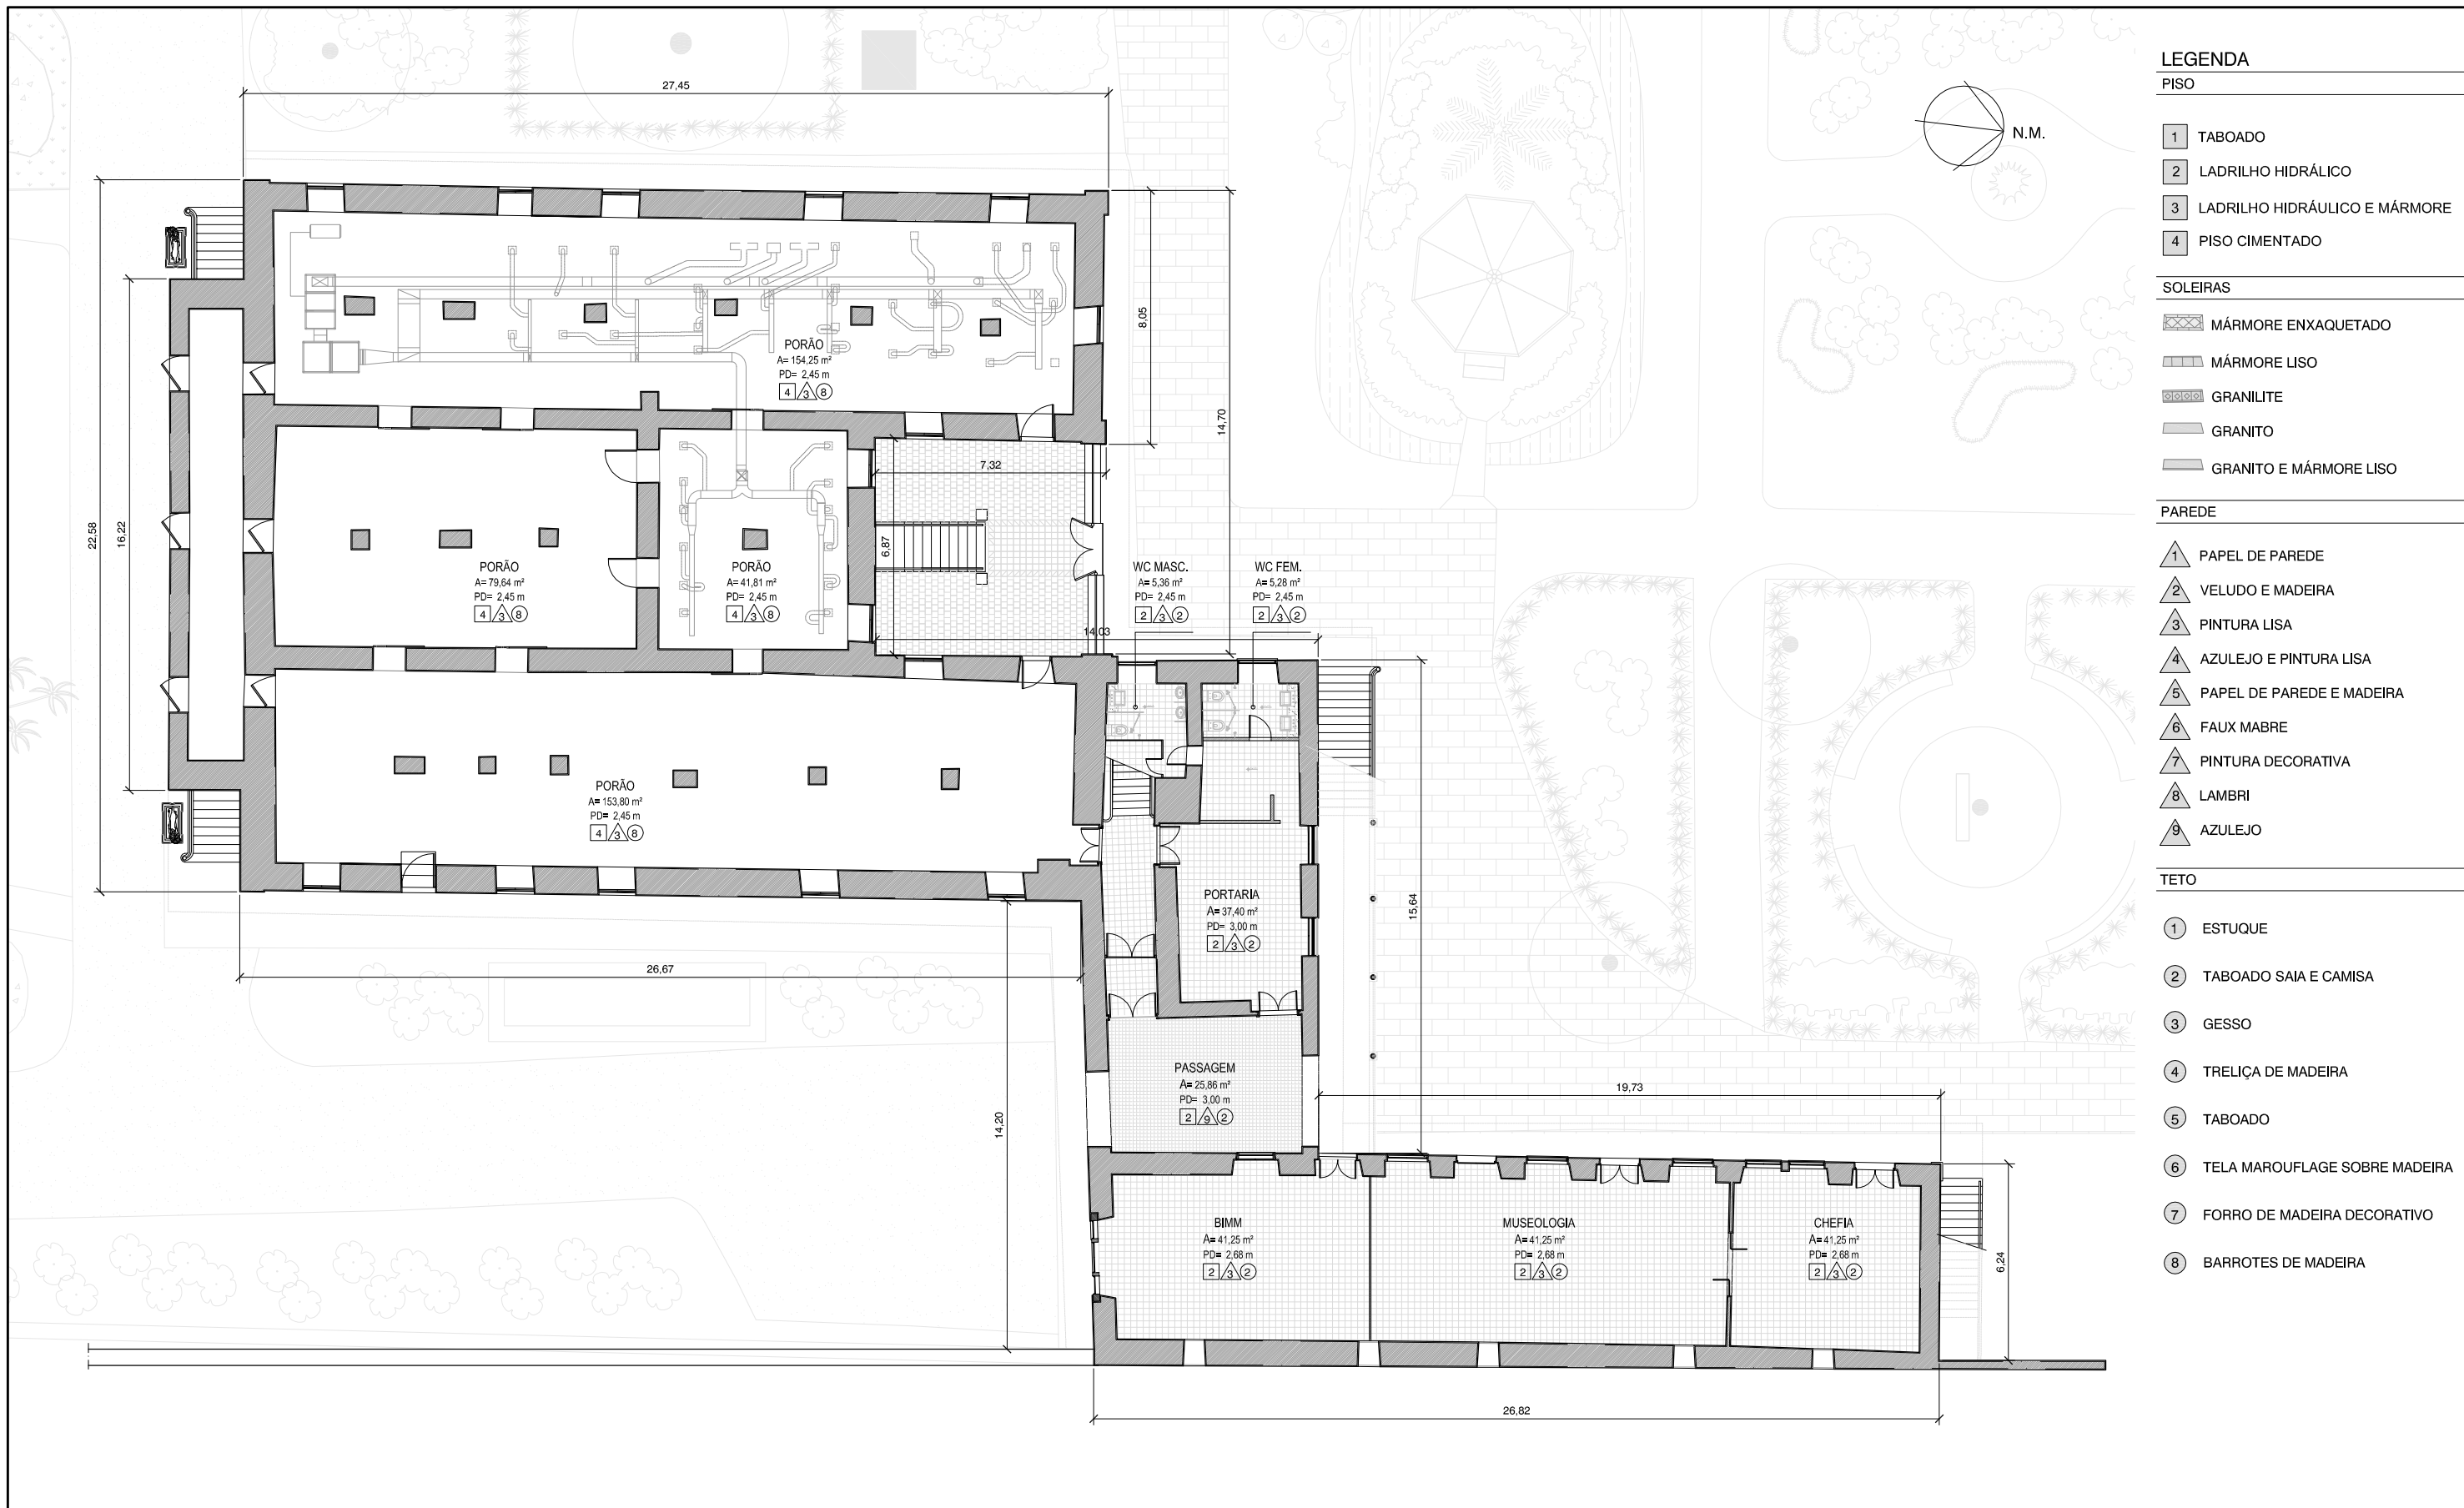 27,45
22,58
16,22
8,05
14,70
7,32
6,87
14,03
26,67
14,20
15,64
19,73
6,24
26,82
N.M.
PORÃO
A= 154,25 m²
PD= 2,45 m
4 3 8
PORÃO
A= 79,64 m²
PD= 2,45 m
4 3 8
PORÃO
A= 41,81 m²
PD= 2,45 m
4 3 8
WC MASC.
A= 5,36 m²
PD= 2,45 m
2 3 2
WC FEM.
A= 5,28 m²
PD= 2,45 m
2 3 2
PORÃO
A= 153,80 m²
PD= 2,45 m
4 3 8
PORTARIA
A= 37,40 m²
PD= 3,00 m
2 3 2
PASSAGEM
A= 25,86 m²
PD= 3,00 m
2 9 2
BIMM
A= 41,25 m²
PD= 2,68 m
2 3 2
MUSEOLOGIA
A= 41,25 m²
PD= 2,68 m
2 3 2
CHEFIA
A= 41,25 m²
PD= 2,68 m
2 3 2
LEGENDA
PISO
1 TABOADO
2 LADRILHO HIDRÁLICO
3 LADRILHO HIDRÁULICO E MÁRMORE
4 PISO CIMENTADO
SOLEIRAS
MÁRMORE ENXAQUETADO
MÁRMORE LISO
GRANILITE
GRANITO
GRANITO E MÁRMORE LISO
PAREDE
1 PAPEL DE PAREDE
2 VELUDO E MADEIRA
3 PINTURA LISA
4 AZULEJO E PINTURA LISA
5 PAPEL DE PAREDE E MADEIRA
6 FAUX MABRE
7 PINTURA DECORATIVA
8 LAMBRI
9 AZULEJO
TETO
1 ESTUQUE
2 TABOADO SAIA E CAMISA
3 GESSO
4 TRELIÇA DE MADEIRA
5 TABOADO
6 TELA MAROUFLAGE SOBRE MADEIRA
7 FORRO DE MADEIRA DECORATIVO
8 BARROTES DE MADEIRA